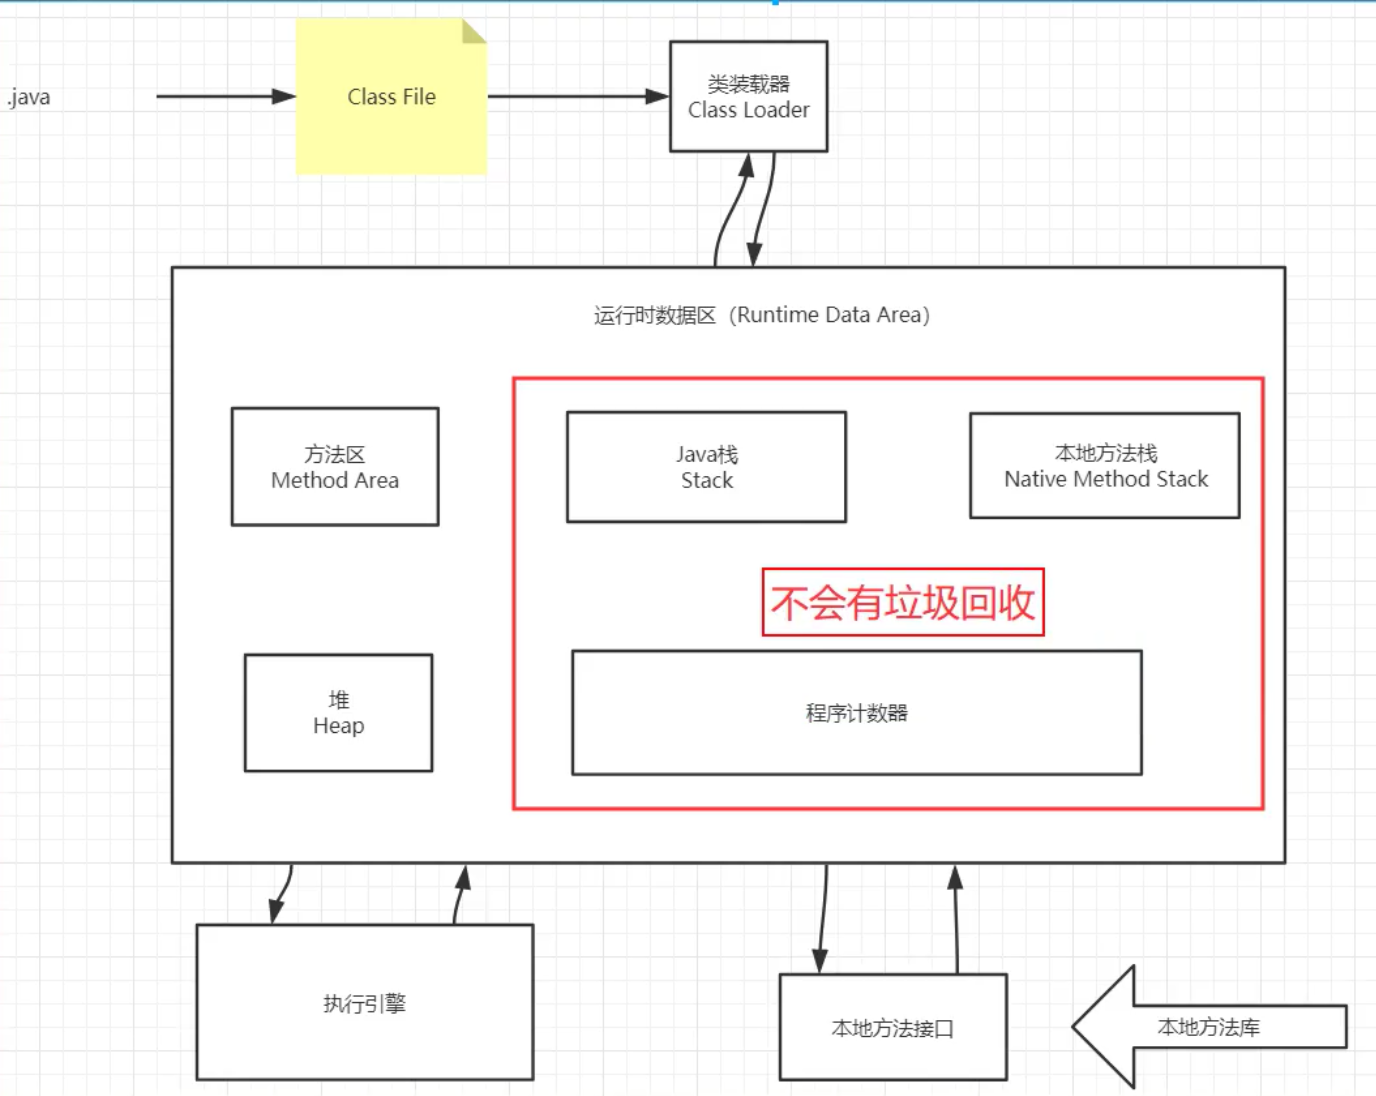 .java
Class File
类装载器
Class Loader
运行时数据区（Runtime Data Area）
方法区
Method Area
Java栈
Stack
本地方法栈
Native Method Stack
不会有垃圾回收
堆
Heap
程序计数器
执行引擎
本地方法接口
本地方法库